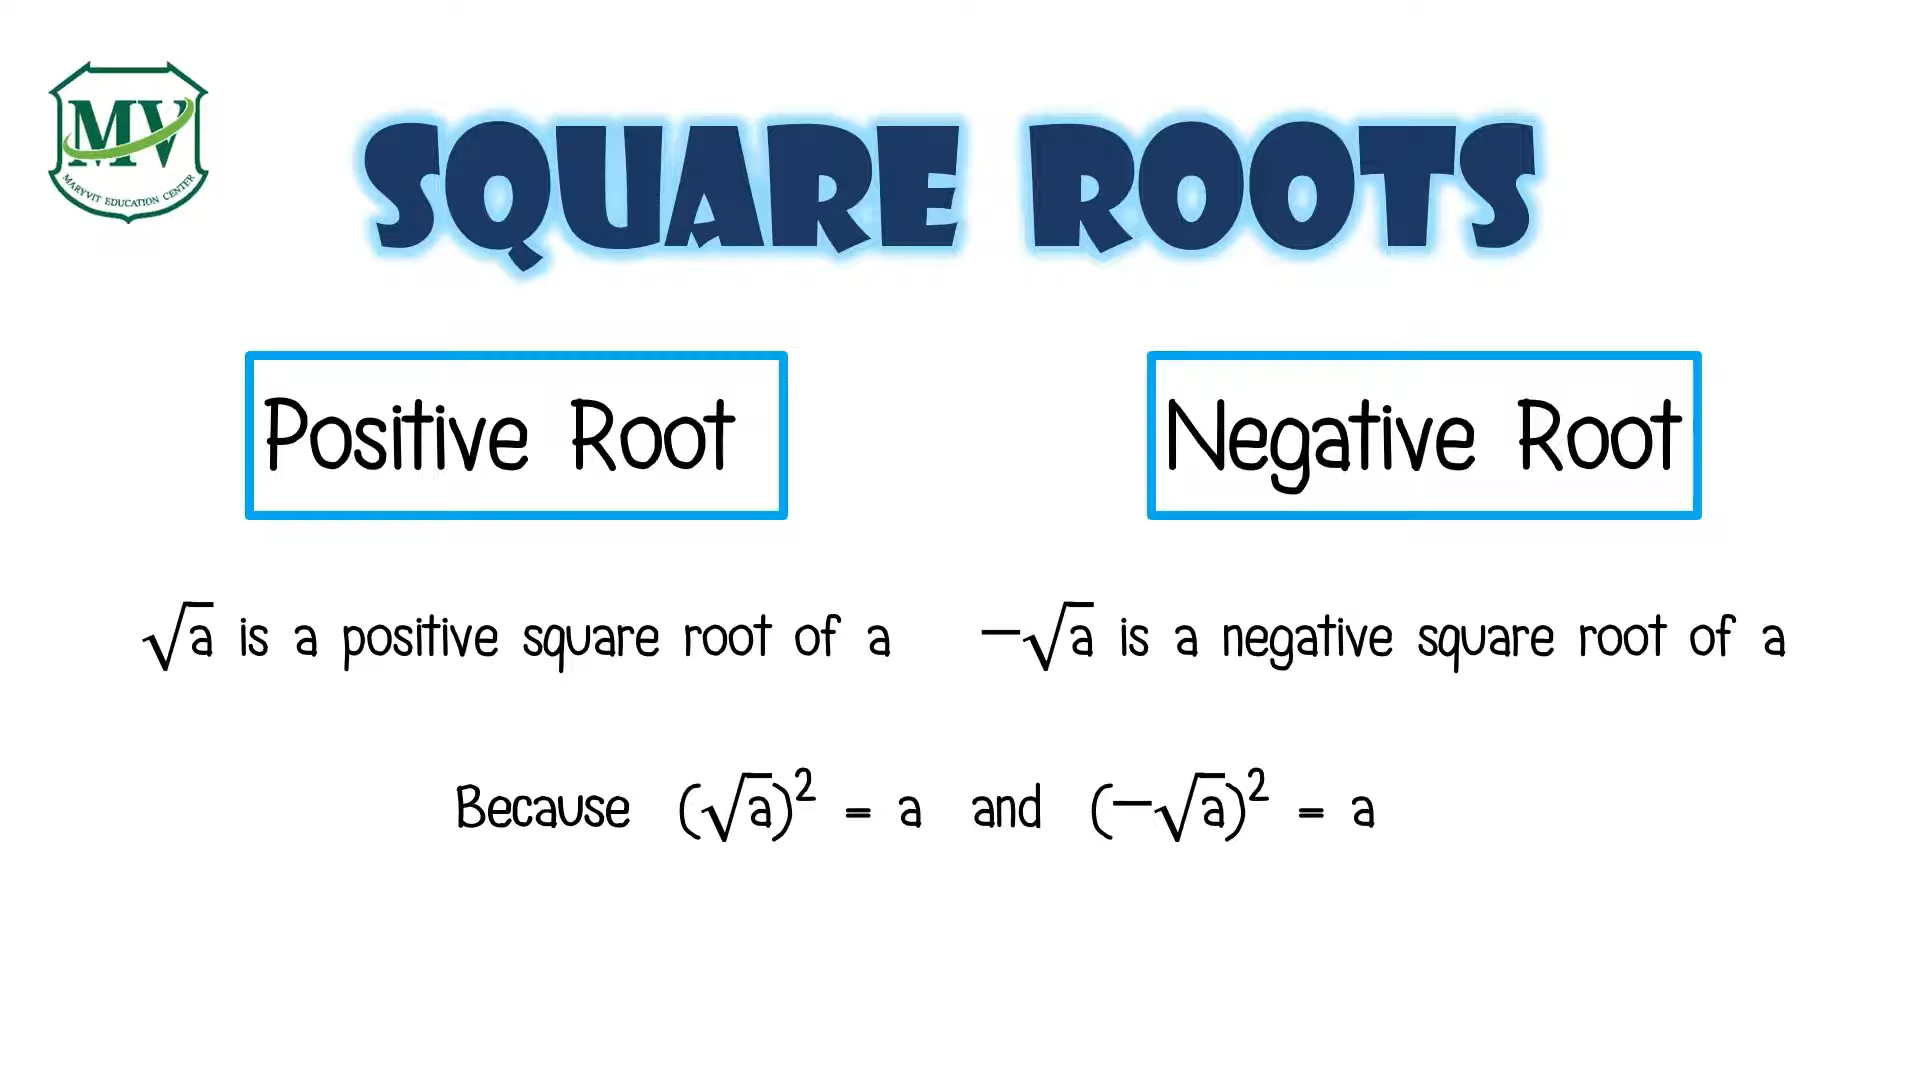 MV
MARYVIT EDUCATION CENTER
SQUARE ROOTS
Positive Root
Negative Root
√a is a positive square root of a
−√a is a negative square root of a
Because (√a)² = a and (−√a)² = a